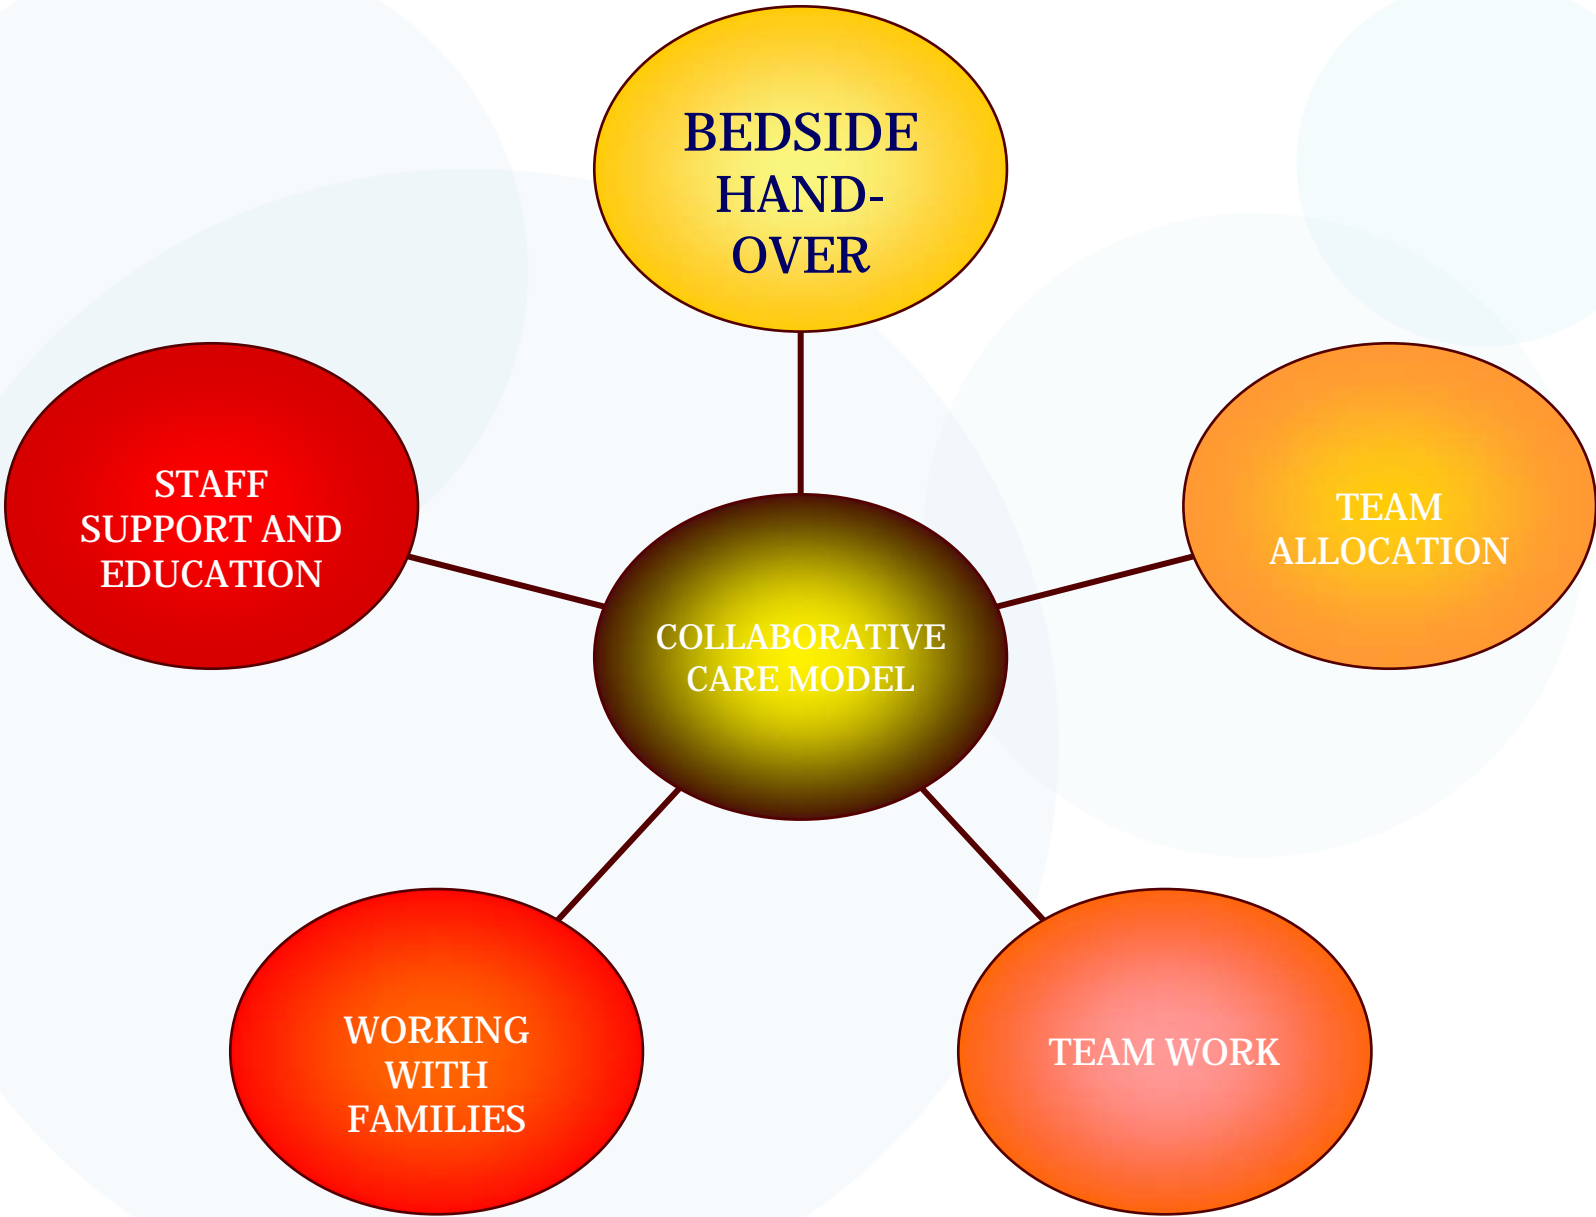 BEDSIDE
HAND-
OVER
STAFF
SUPPORT AND
EDUCATION
TEAM
ALLOCATION
COLLABORATIVE
CARE MODEL
WORKING
WITH
FAMILIES
TEAM WORK